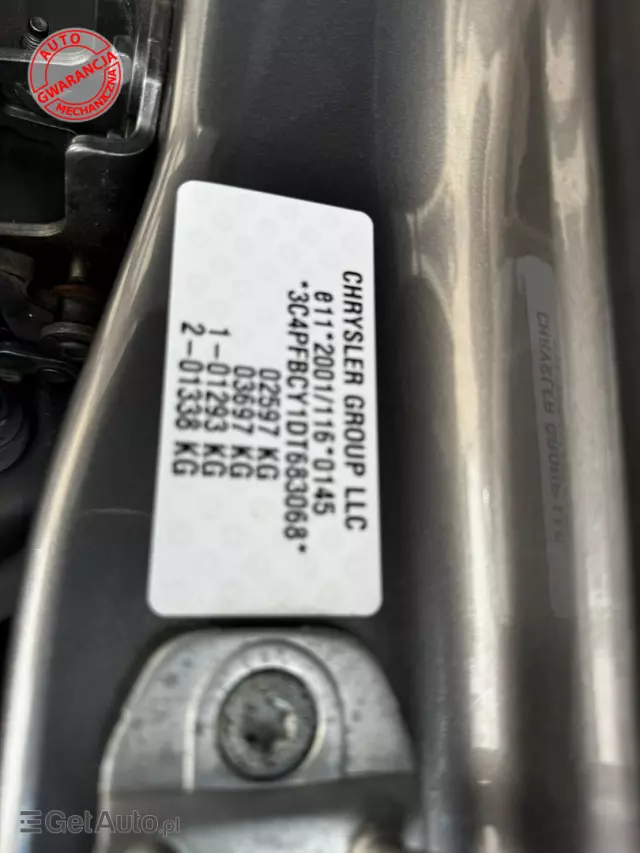 AUTO
GWARANCJA
MECHANICZNA
CHRYSLER GROUP LLC
e11*2001/116*0145
*3C4PFBCY1DT683068*
02597 KG
03697 KG
1-01293 KG
2-01338 KG
GetAuto.pl